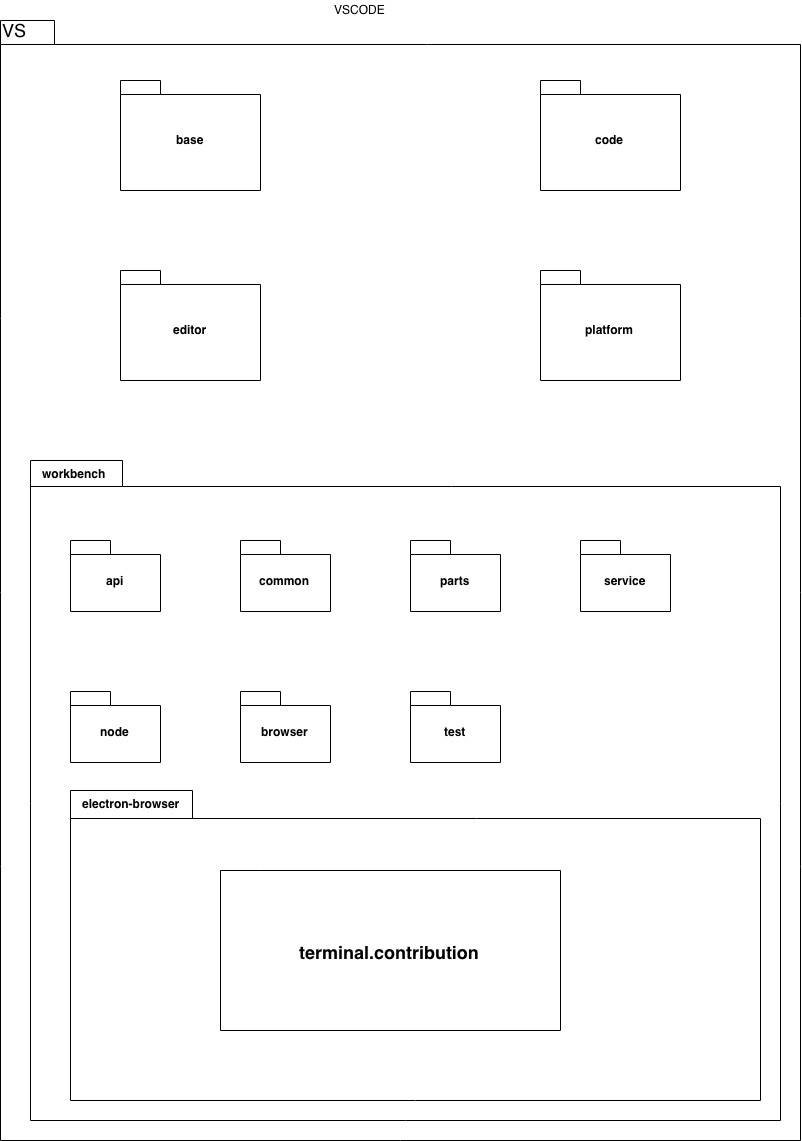 VSCODE
VS
base
code
editor
platform
workbench
api
common
parts
service
node
browser
test
electron-browser
terminal.contribution